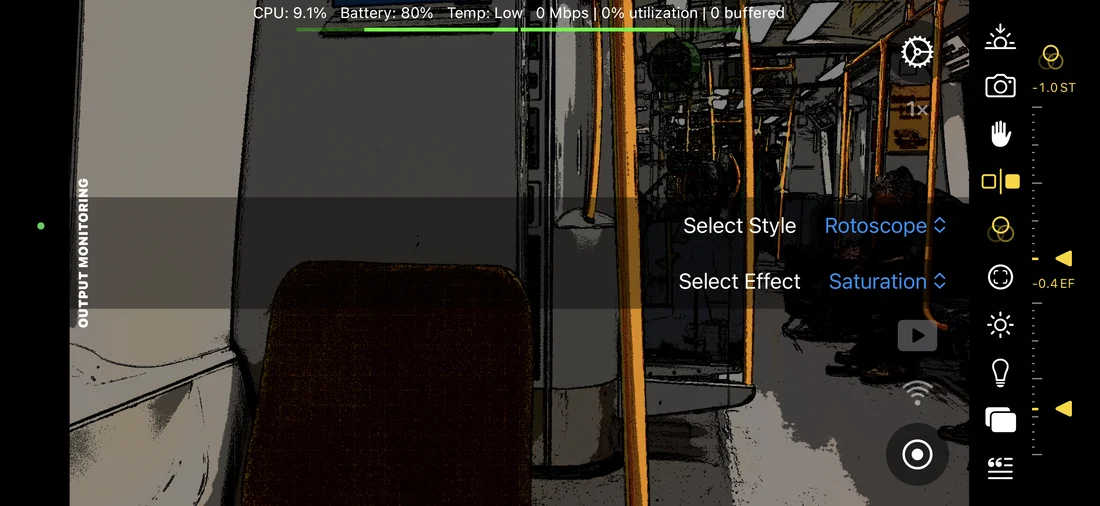 CPU: 9.1% Battery: 80% Temp: Low 0 Mbps | 0% utilization | 0 buffered
-1.0 ST
1×
OUTPUT MONITORING
Select Style Rotoscope
Select Effect Saturation
-0.4 EF